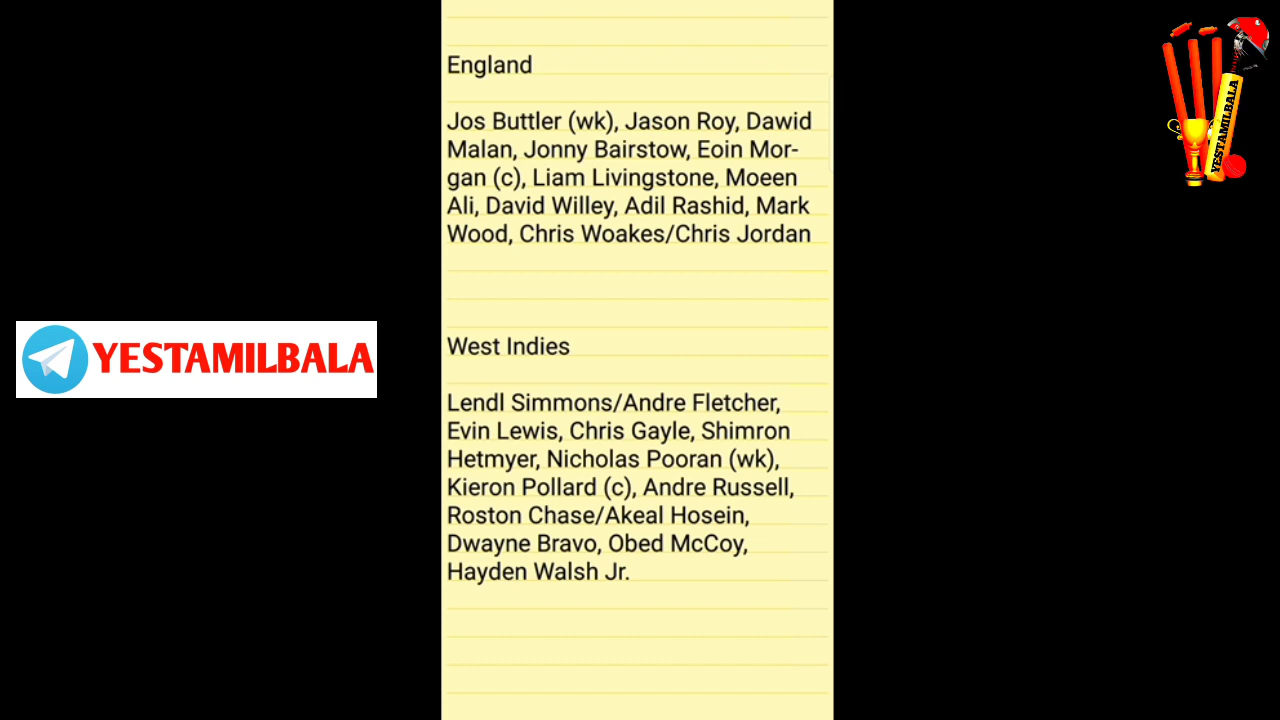 England
Jos Buttler (wk), Jason Roy, Dawid
Malan, Jonny Bairstow, Eoin Mor-
gan (c), Liam Livingstone, Moeen
Ali, David Willey, Adil Rashid, Mark
Wood, Chris Woakes/Chris Jordan
West Indies
Lendl Simmons/Andre Fletcher,
Evin Lewis, Chris Gayle, Shimron
Hetmyer, Nicholas Pooran (wk),
Kieron Pollard (c), Andre Russell,
Roston Chase/Akeal Hosein,
Dwayne Bravo, Obed McCoy,
Hayden Walsh Jr.
YESTAMILBALA
YESTAMILBALA